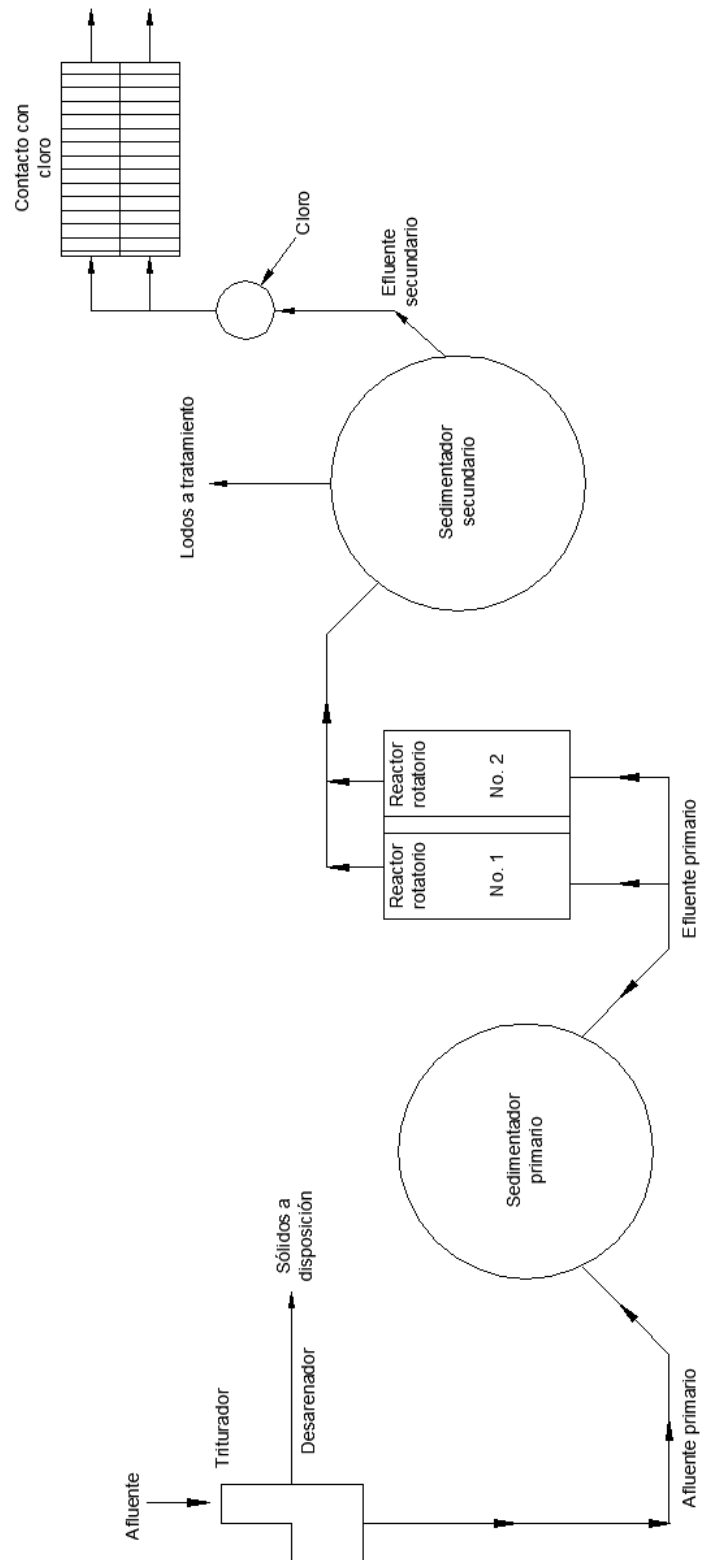 Afluente
Triturador
Desarenador
Sólidos a
disposición
Afluente primario
Sedimentador
primario
Efluente primario
Reactor
rotatorio
No. 1
Reactor
rotatorio
No. 2
Sedimentador
secundario
Lodos a tratamiento
Efluente
secundario
Cloro
Contacto con
cloro